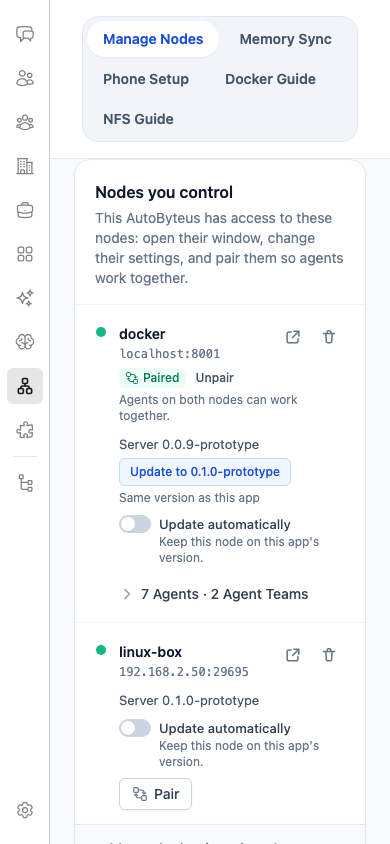 Manage Nodes
Memory Sync
Phone Setup
Docker Guide
NFS Guide
Nodes you control
This AutoByteus has access to these
nodes: open their window, change
their settings, and pair them so agents
work together.
docker
localhost:8001
Paired
Unpair
Agents on both nodes can work
together.
Server 0.0.9-prototype
Update to 0.1.0-prototype
Same version as this app
Update automatically
Keep this node on this app's
version.
7 Agents · 2 Agent Teams
linux-box
192.168.2.50:29695
Server 0.1.0-prototype
Update automatically
Keep this node on this app's
version.
Pair